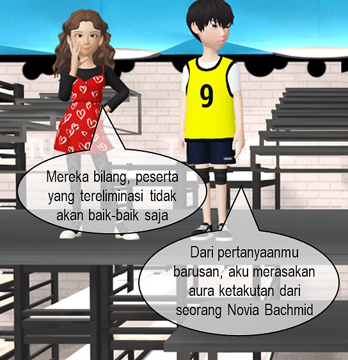 9
Mereka bilang, peserta
yang tereliminasi tidak
akan baik-baik saja
Dari pertanyaanmu
barusan, aku merasakan
aura ketakutan dari
seorang Novia Bachmid